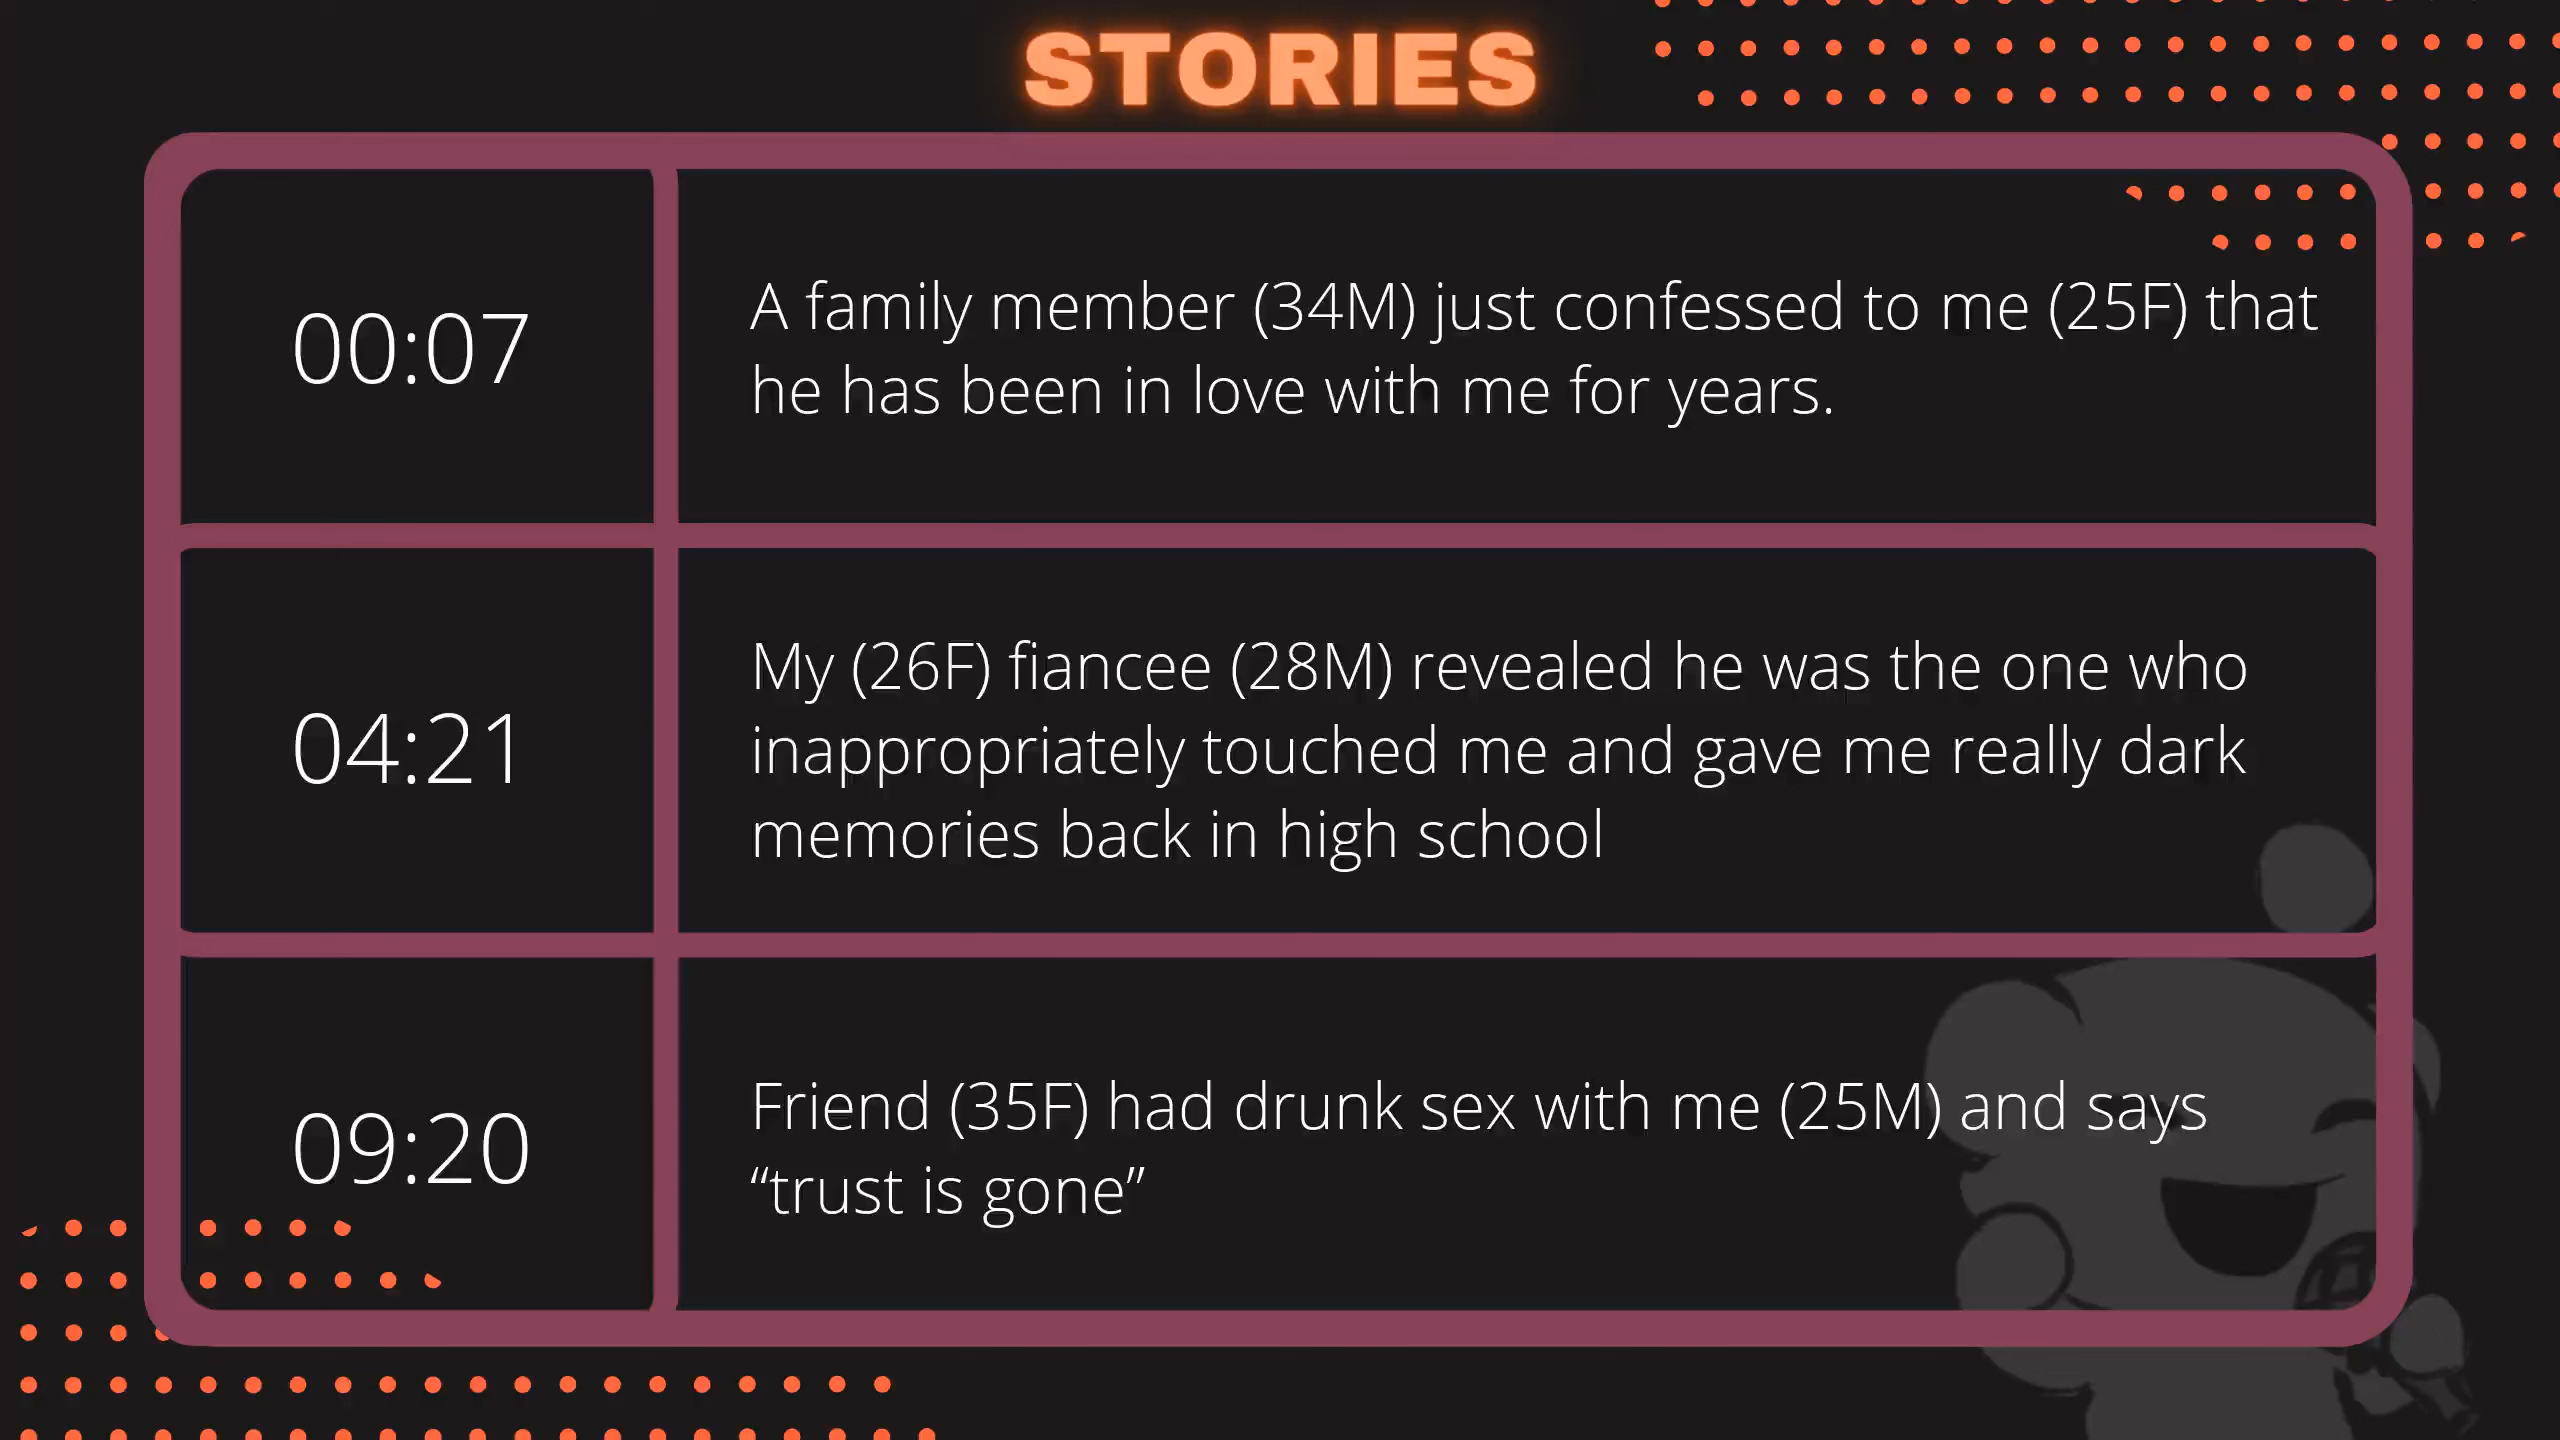 STORIES
00:07
A family member (34M) just confessed to me (25F) that
he has been in love with me for years.
04:21
My (26F) fiancee (28M) revealed he was the one who
inappropriately touched me and gave me really dark
memories back in high school
09:20
Friend (35F) had drunk sex with me (25M) and says
“trust is gone”